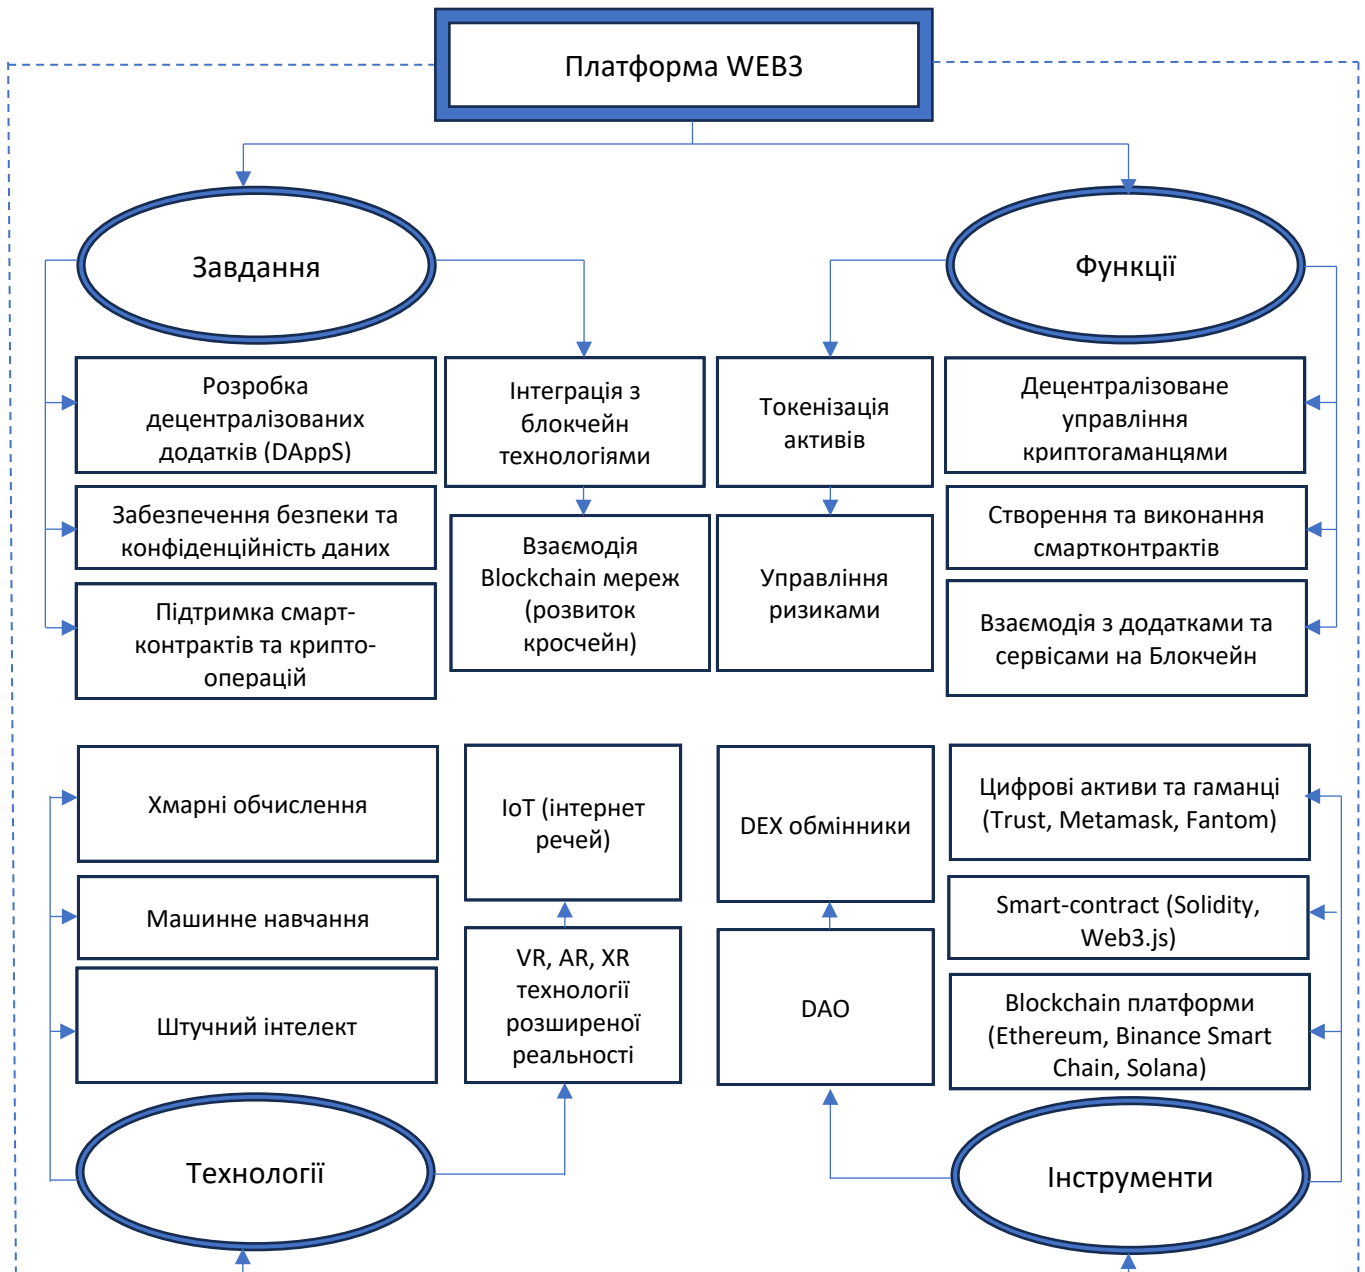 Платформа WEB3
Завдання
Функції
Розробка
децентралізованих
додатків (DAppS)
Інтеграція з
блокчейн
технологіями
Токенізація
активів
Децентралізоване
управління
криптогаманцями
Забезпечення безпеки та
конфіденційність даних
Взаємодія
Blockchain мереж
(розвиток
кросчейн)
Управління
ризиками
Створення та виконання
смартконтрактів
Підтримка смарт-
контрактів та крипто-
операцій
Взаємодія з додатками та
сервісами на Блокчейн
Хмарні обчислення
IoT (інтернет
речей)
DEX обмінники
Цифрові активи та гаманці
(Trust, Metamask, Fantom)
Машинне навчання
VR, AR, XR
технології
розширеної
реальності
DAO
Smart-contract (Solidity,
Web3.js)
Штучний інтелект
Blockchain платформи
(Ethereum, Binance Smart
Chain, Solana)
Технології
Інструменти